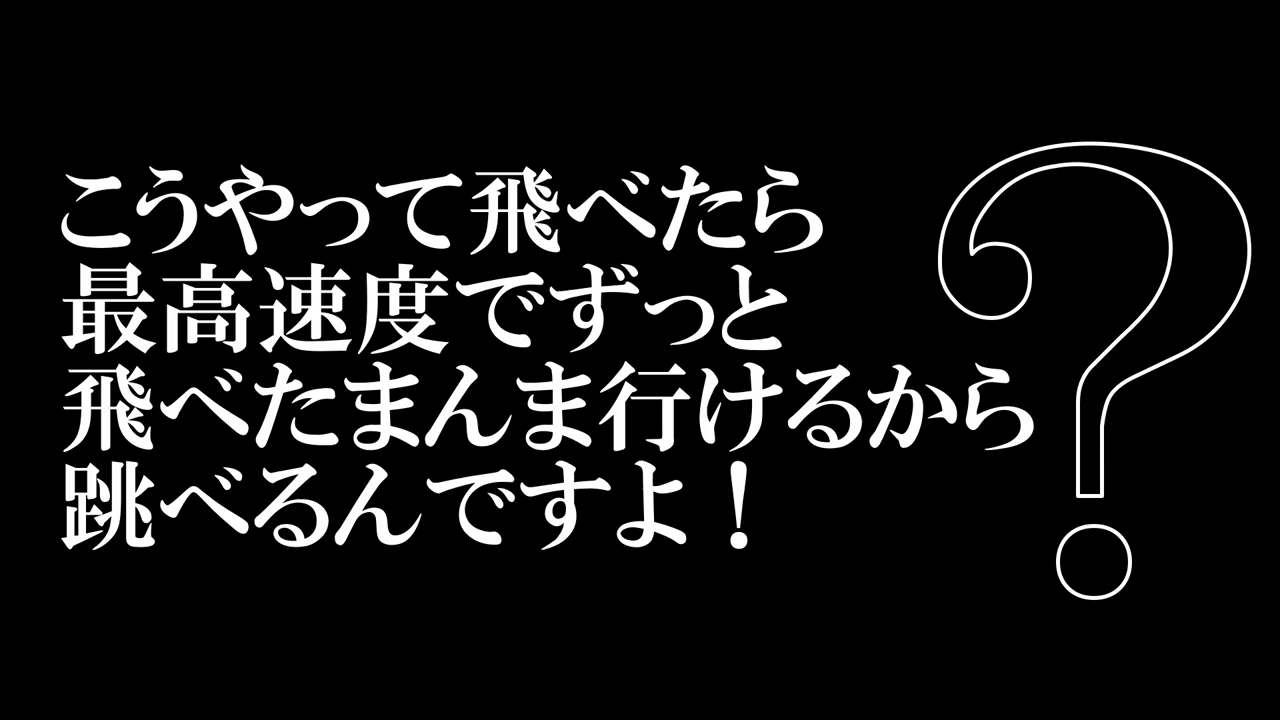 こうやって飛べたら
最高速度でずっと
飛べたまんま行けるから
跳べるんですよ！
？